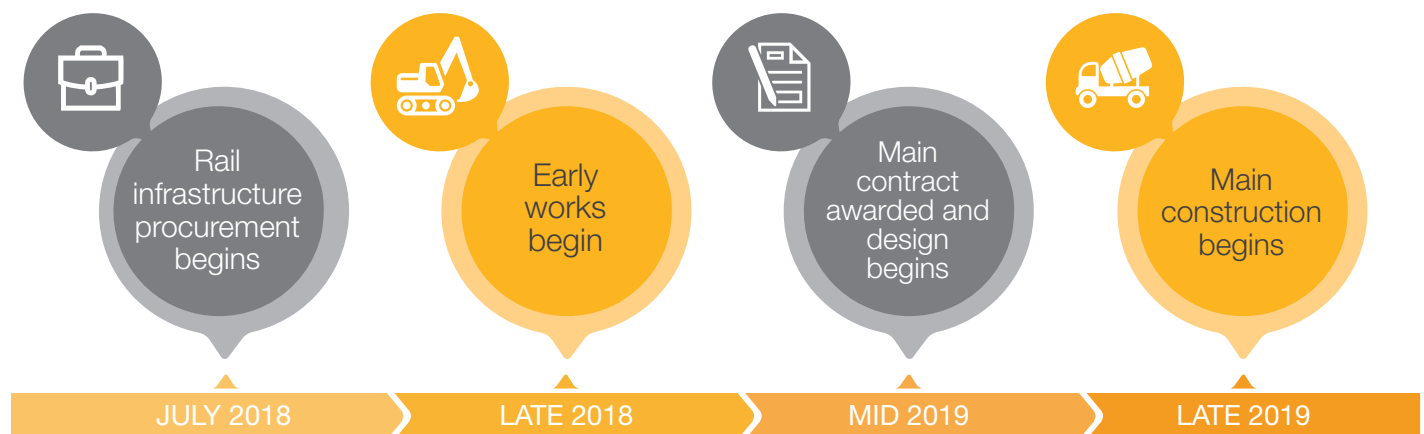 Rail
infrastructure
procurement
begins
Early
works
begin
Main
contract
awarded and
design
begins
Main
construction
begins
JULY 2018
LATE 2018
MID 2019
LATE 2019